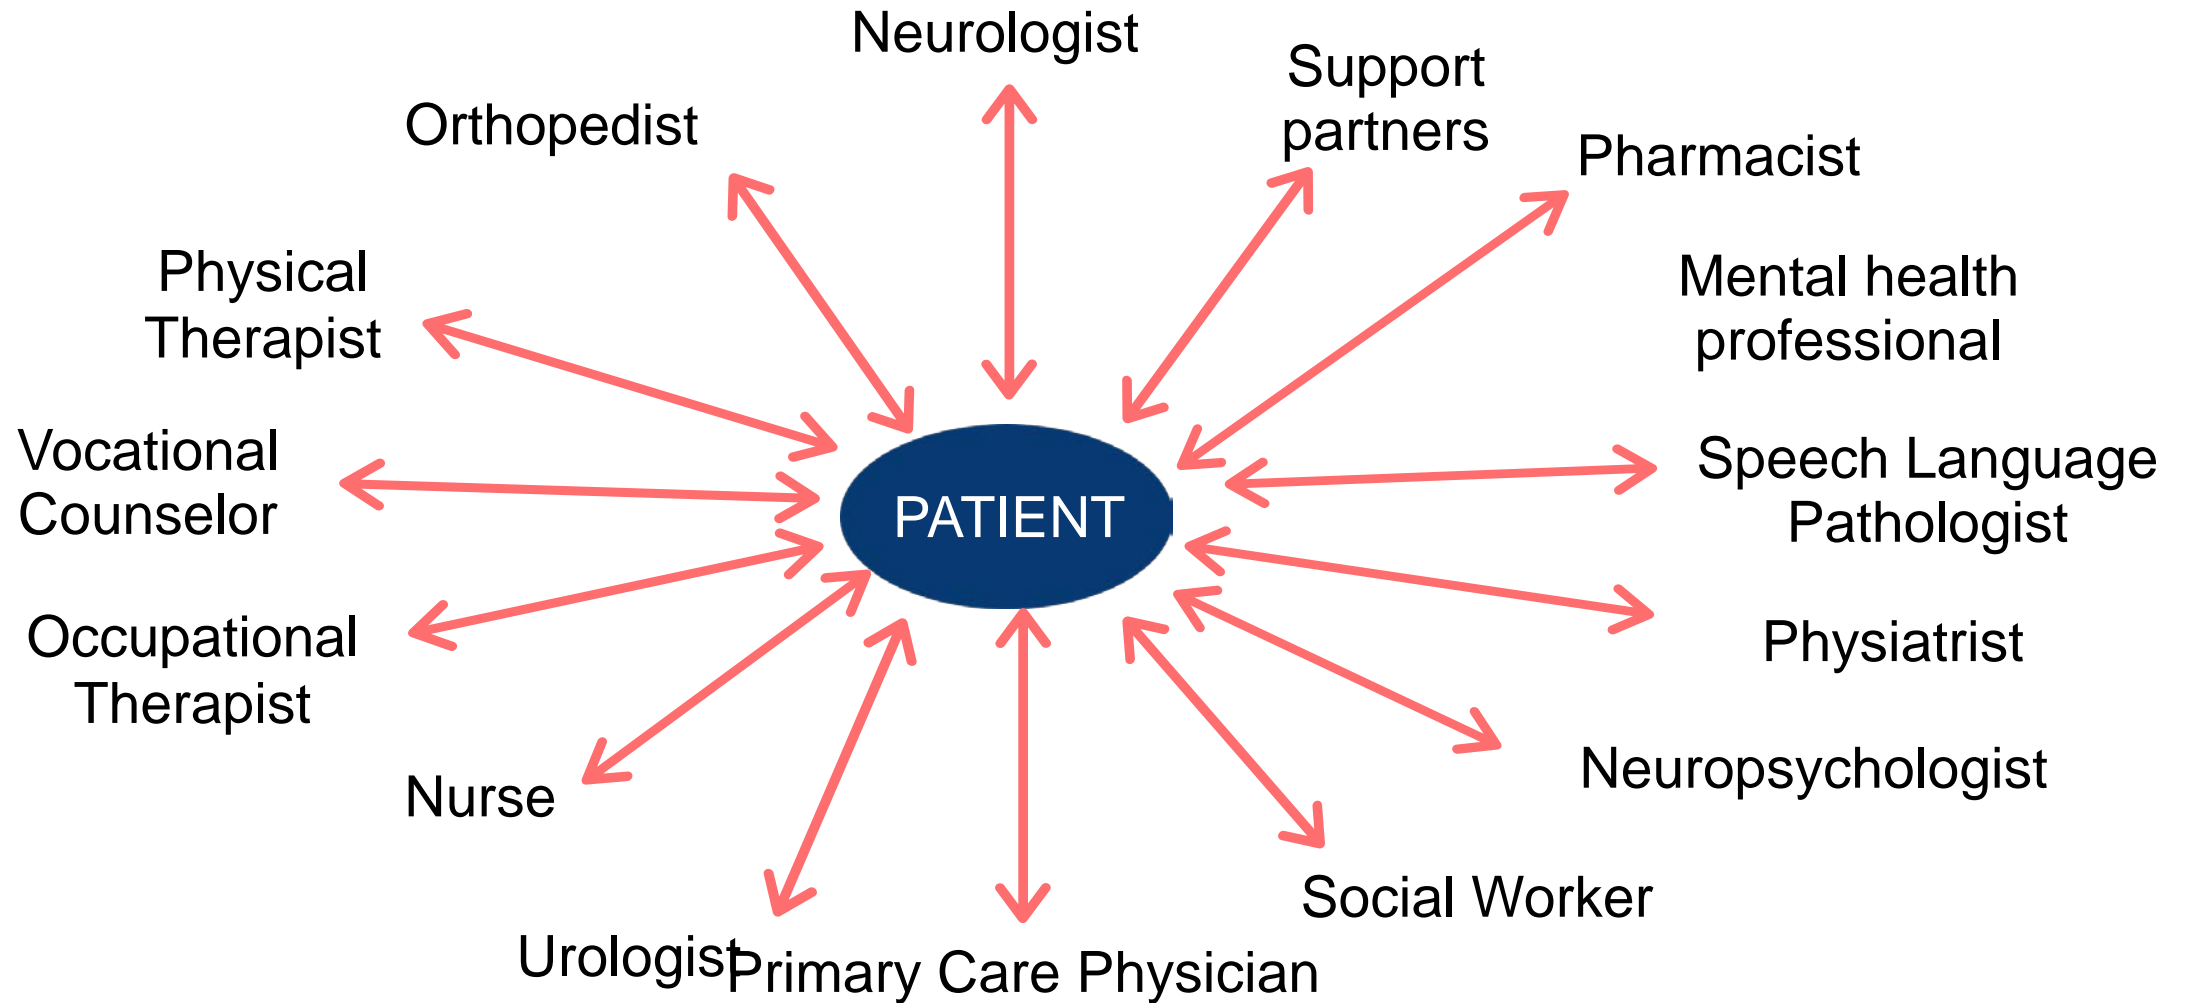 Neurologist
Support
partners
Orthopedist
Pharmacist
Physical
Therapist
Mental health
professional
Vocational
Counselor
Speech Language
Pathologist
PATIENT
Occupational
Therapist
Physiatrist
Nurse
Neuropsychologist
Social Worker
Urologist
Primary Care Physician